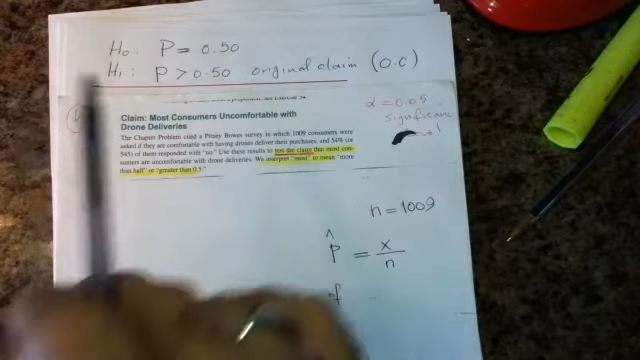 H₀: P = 0.50
H₁: P > 0.50 original claim (O.C)
Claim: Most Consumers Uncomfortable with
Drone Deliveries
The Chapter Problem cited a Pitney Bowes survey in which 1009 consumers were
asked if they are comfortable with having drones deliver their purchases, and 54% (or
545) of them responded with "no." Use these results to test the claim that most con-
sumers are uncomfortable with drone deliveries. We interpret "most" to mean "more
than half" or "greater than 0.5."
α = 0.05
n = 1009
p̂ = x/n
of